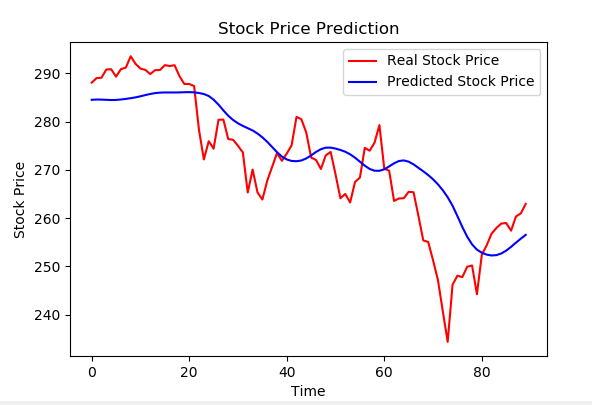 Stock Price Prediction
Real Stock Price
Predicted Stock Price
290
280
270
260
250
240
Stock Price
0 20 40 60 80
Time